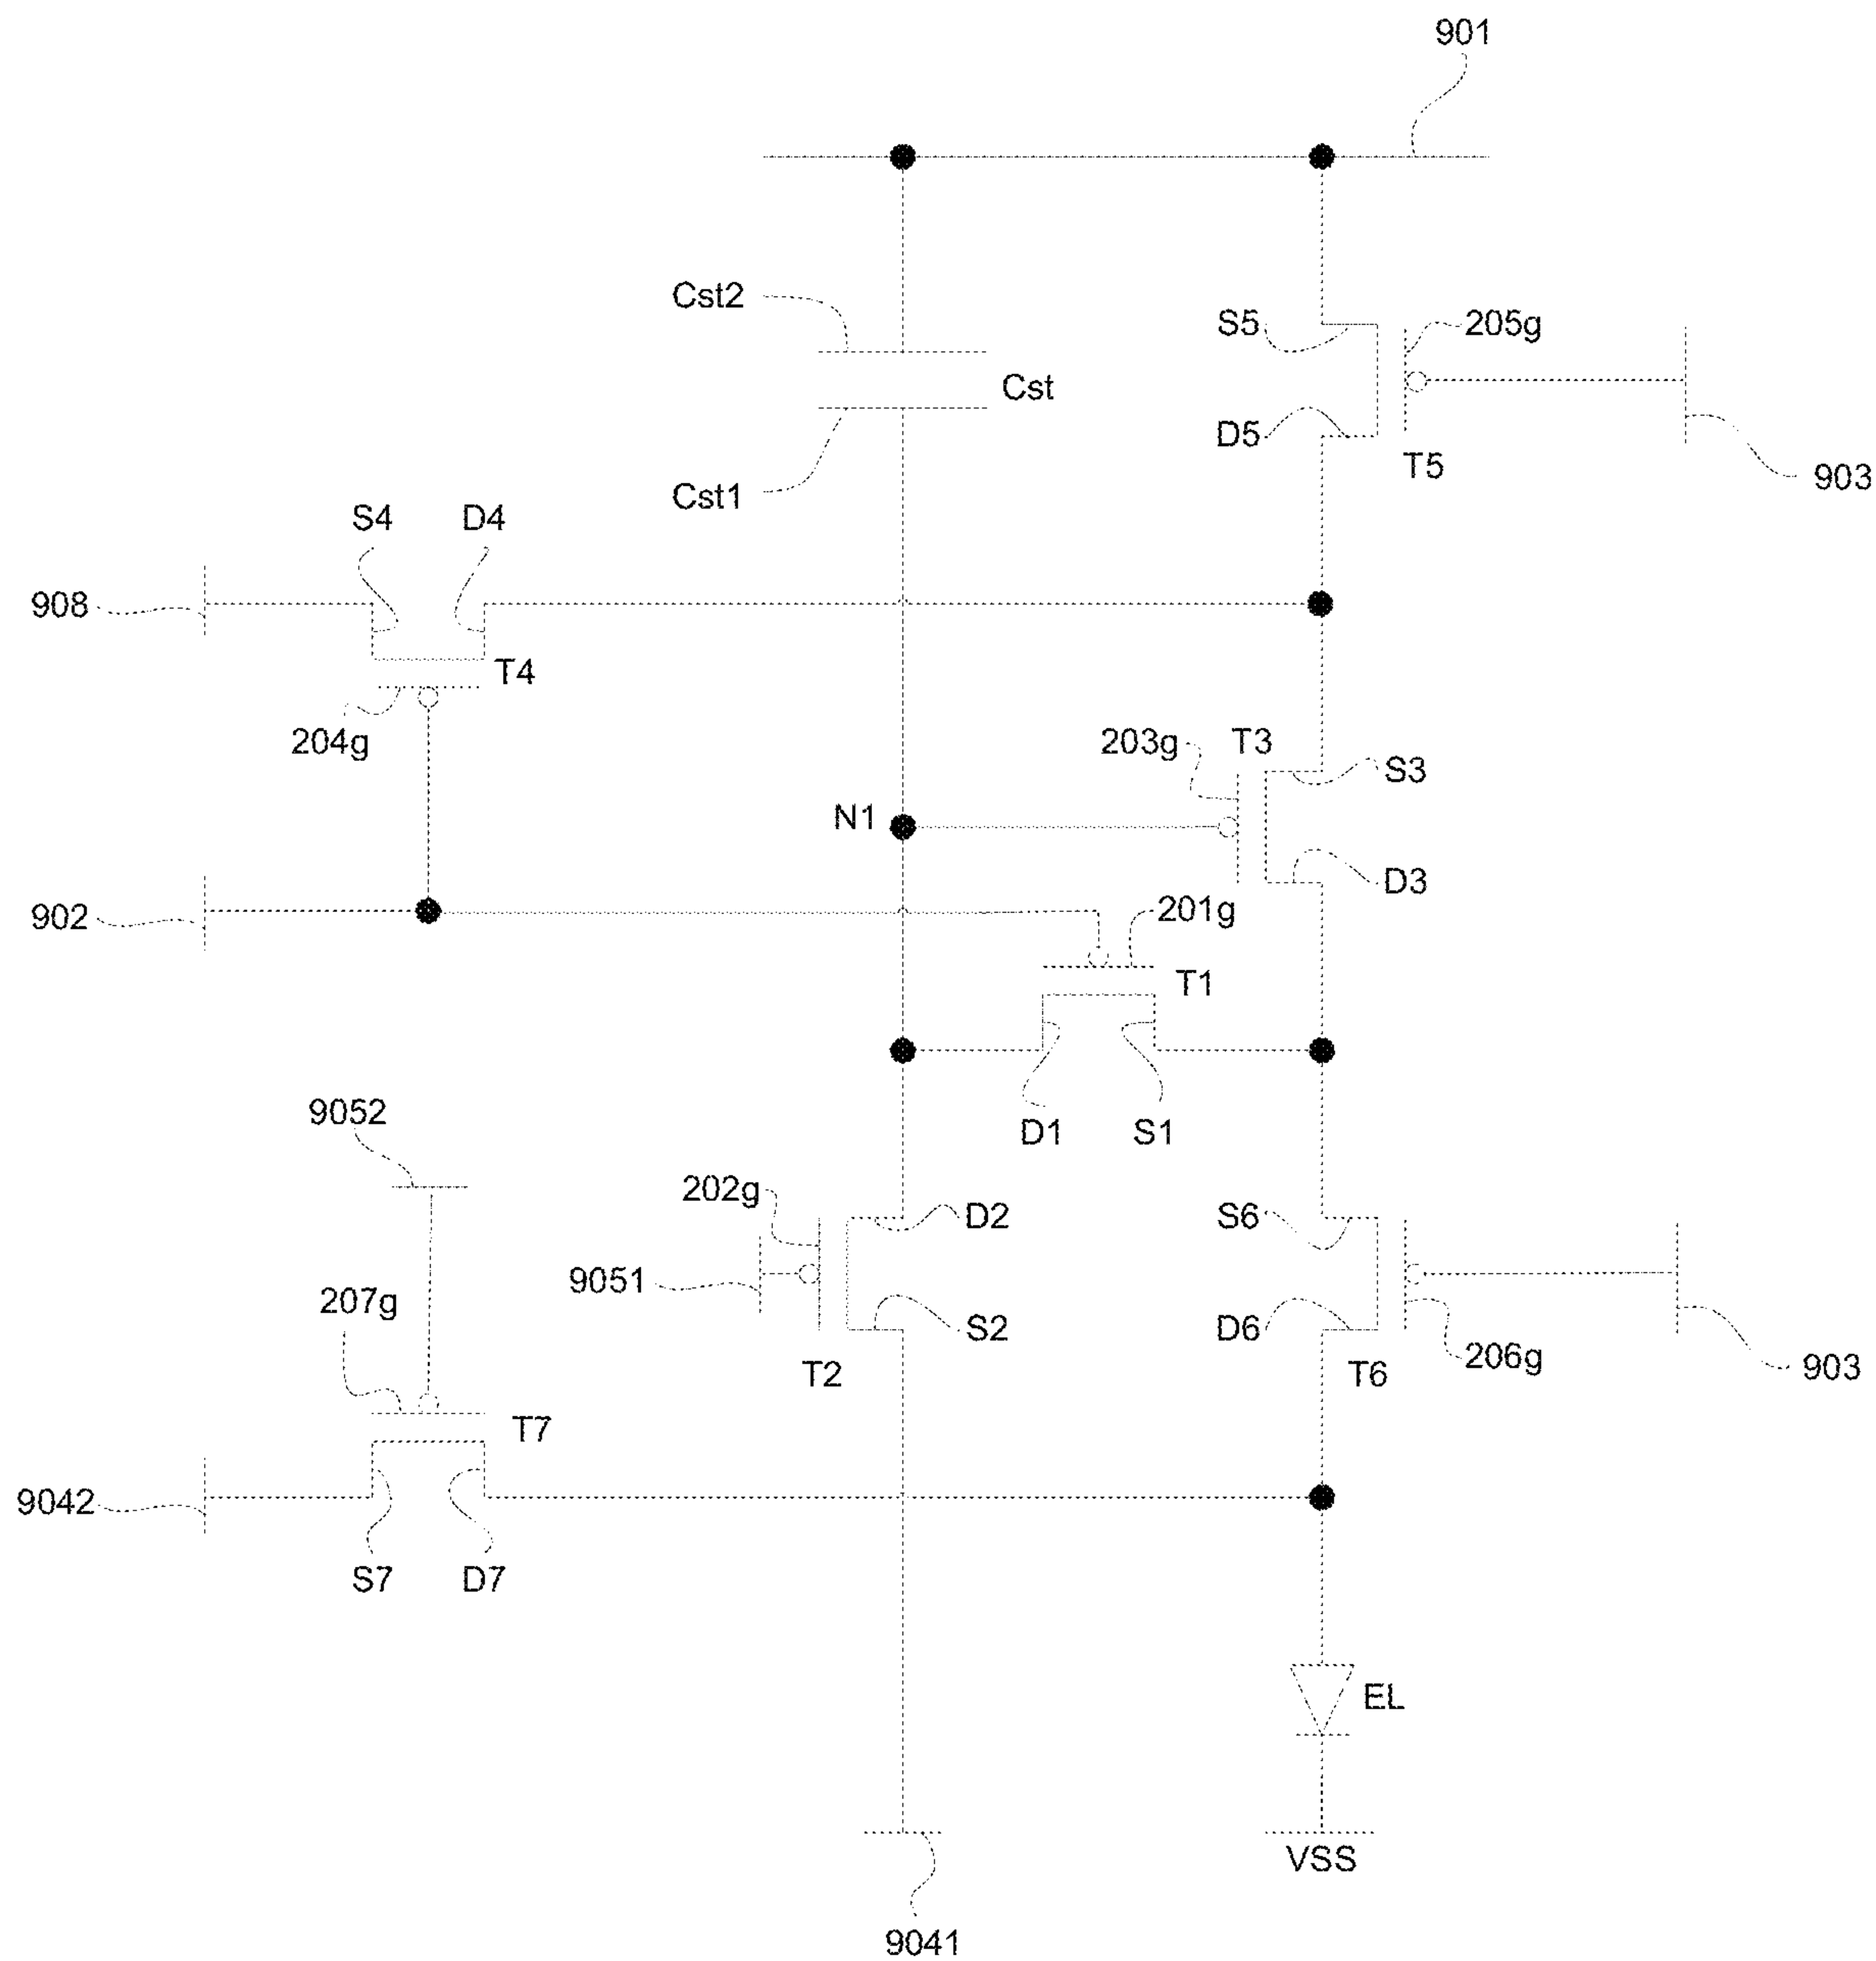 901
Cst2
S5
205g
Cst
D5
T5
903
Cst1
S4
D4
908
T4
204g
203g
T3
S3
N1
D3
902
201g
T1
9052
D1
S1
202g
D2
S6
9051
207g
S2
D6
206g
903
T2
T6
T7
9042
S7
D7
EL
VSS
9041